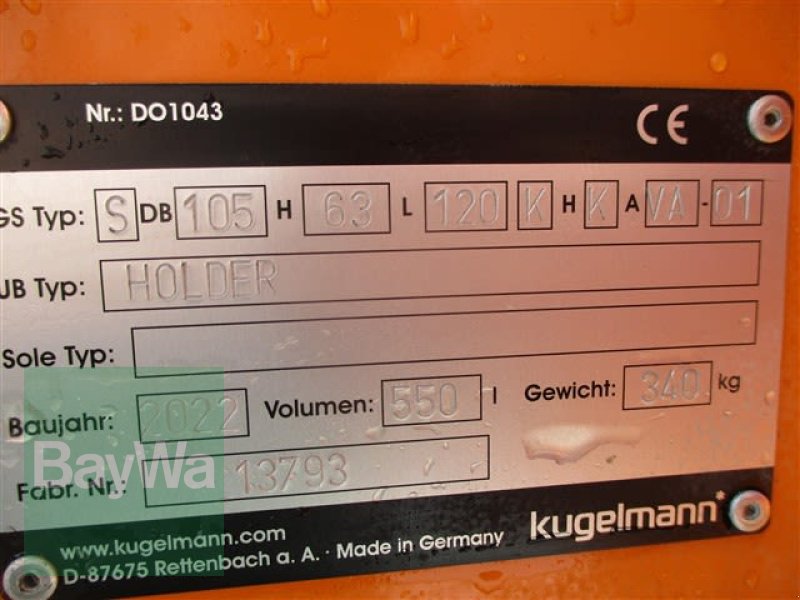 Nr.: DO1043 CE
GS Typ: S DB 105 H 63 L 120 K H K A VA - 01
UB Typ: HOLDER
Sole Typ:
Baujahr: 2022 Volumen: 550 l Gewicht: 340 kg
BayWa
Fabr. Nr.: 13793
www.kugelmann.com
D-87675 Rettenbach a. A. · Made in Germany kugelmann*